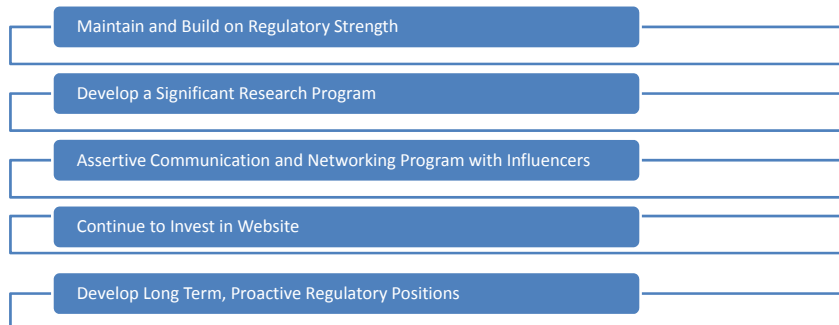 Maintain and Build on Regulatory Strength
Develop a Significant Research Program
Assertive Communication and Networking Program with Influencers
Continue to Invest in Website
Develop Long Term, Proactive Regulatory Positions